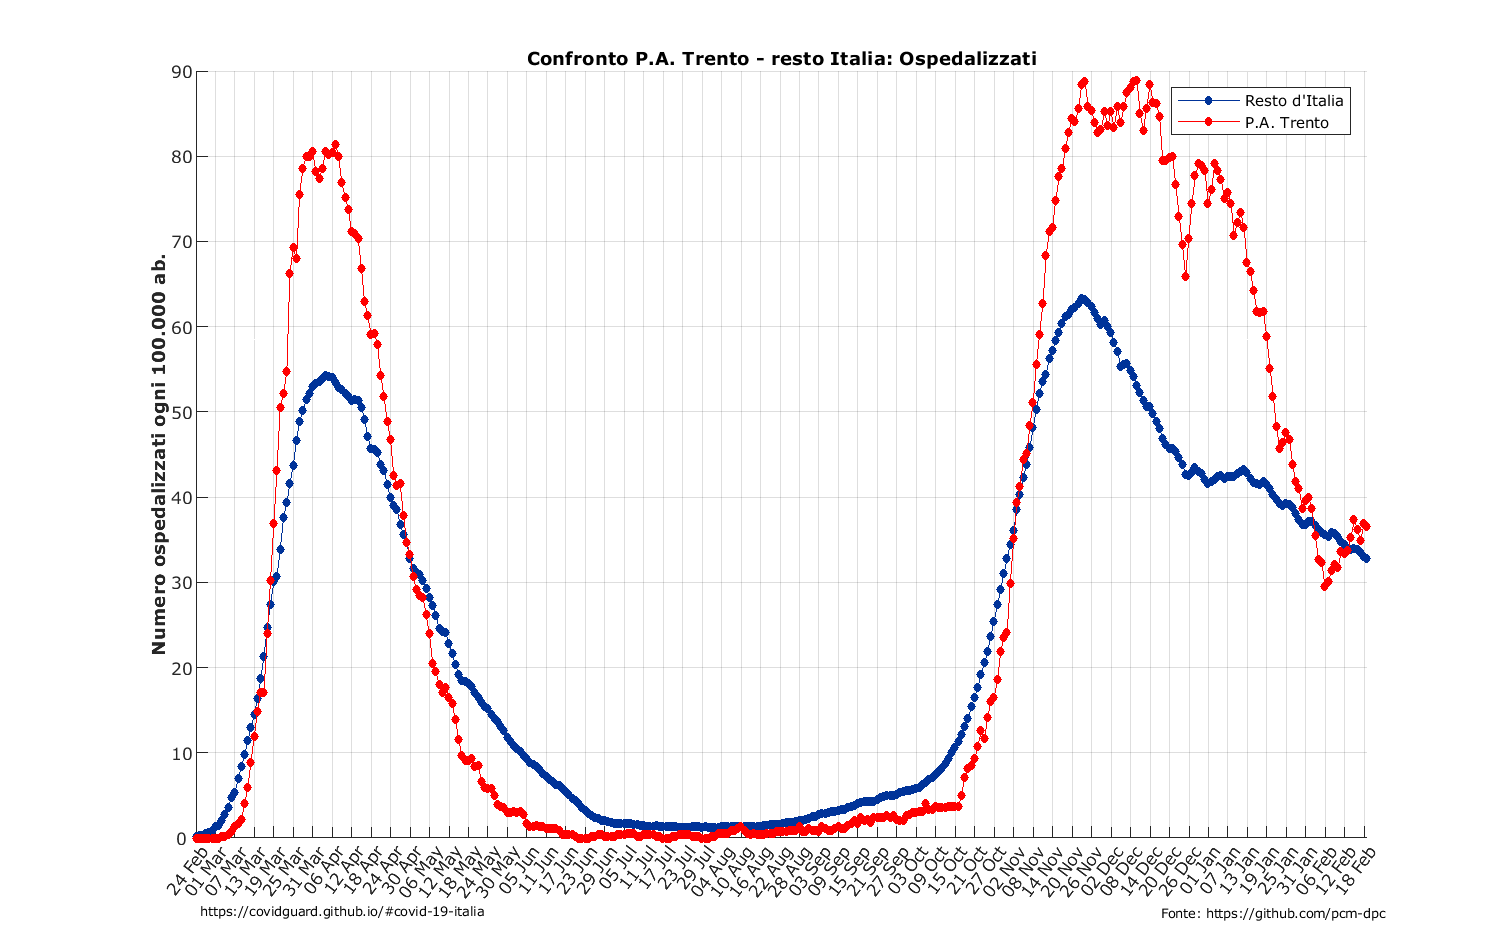 Confronto P.A. Trento - resto Italia: Ospedalizzati
Numero ospedalizzati ogni 100.000 ab.
90
80
70
60
50
40
30
20
10
0
Resto d'Italia
P.A. Trento
24 Feb
01 Mar
07 Mar
13 Mar
19 Mar
25 Mar
31 Mar
06 Apr
12 Apr
18 Apr
24 Apr
30 Apr
06 May
12 May
18 May
24 May
30 May
05 Jun
11 Jun
17 Jun
23 Jun
29 Jun
05 Jul
11 Jul
17 Jul
23 Jul
29 Jul
04 Aug
10 Aug
16 Aug
22 Aug
28 Aug
03 Sep
09 Sep
15 Sep
21 Sep
27 Sep
03 Oct
09 Oct
15 Oct
21 Oct
27 Oct
02 Nov
08 Nov
14 Nov
20 Nov
26 Nov
02 Dec
08 Dec
14 Dec
20 Dec
26 Dec
01 Jan
07 Jan
13 Jan
19 Jan
25 Jan
31 Jan
06 Feb
12 Feb
18 Feb
https://covidguard.github.io/#covid-19-italia
Fonte: https://github.com/pcm-dpc